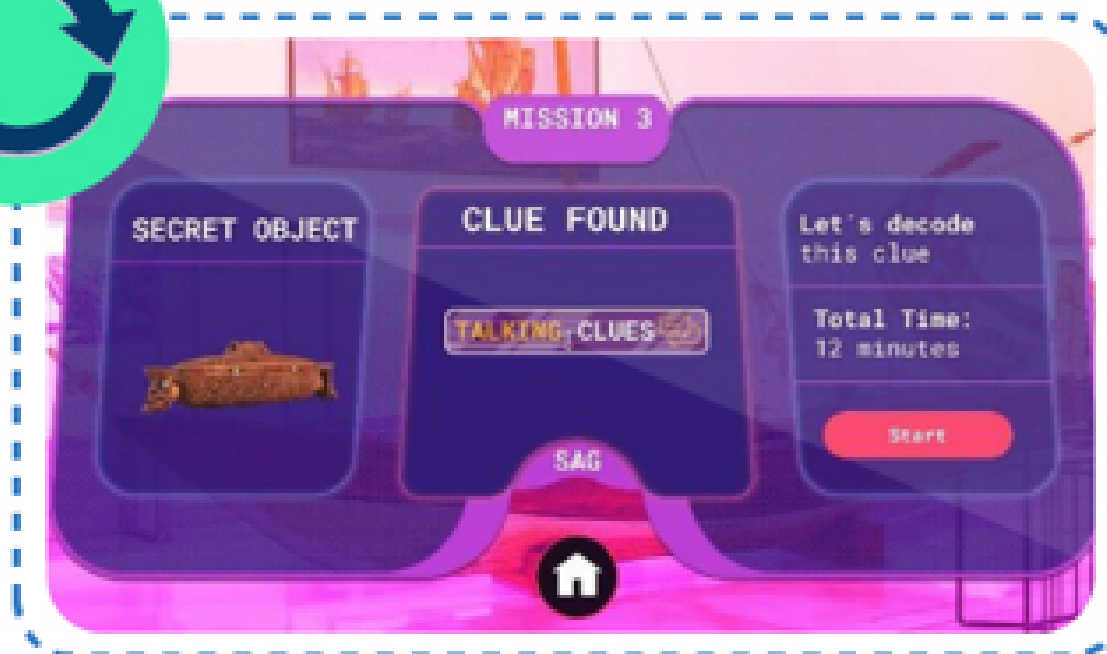 MISSION 3
SECRET OBJECT
CLUE FOUND
TALKING CLUES
SAG
Let's decode
this clue
Total Time:
12 minutes
Start